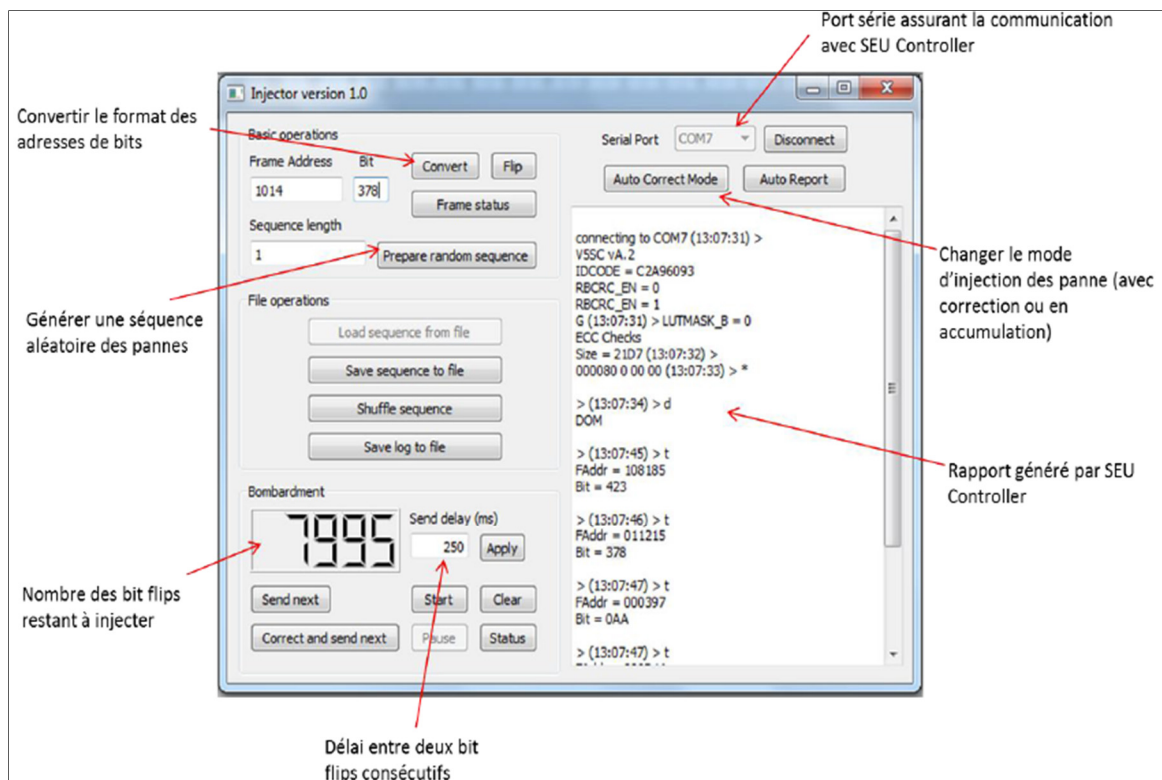 Port série assurant la communication
avec SEU Controller
Injector version 1.0
Convertir le format des
adresses de bits
Basic operations
Frame Address
Bit
Convert
Flip
1014
378
Frame status
Sequence length
1
Prepare random sequence
Serial Port
COM7
Disconnect
Auto Correct Mode
Auto Report
Générer une séquence
aléatoire des pannes
File operations
Load sequence from file
Save sequence to file
Shuffle sequence
Save log to file
connecting to COM7 (13:07:31) >
V5SC vA.2
IDCODE = C2A96093
RBCRC_EN = 0
RBCRC_EN = 1
G (13:07:31) > LUTMASK_B = 0
ECC Checks
Size = 21D7 (13:07:32) >
000080 0 00 00 (13:07:33) > *
> (13:07:34) > d
DOM
> (13:07:45) > t
FAddr = 108185
Bit = 423
> (13:07:46) > t
FAddr = 011215
Bit = 378
> (13:07:47) > t
FAddr = 000397
Bit = 0AA
> (13:07:47) > t
Changer le mode
d'injection des panne (avec
correction ou en
accumulation)
Rapport généré par SEU
Controller
Bombardment
7995
Send delay (ms)
250
Apply
Send next
Start
Clear
Correct and send next
Pause
Status
Nombre des bit flips
restant à injecter
Délai entre deux bit
flips consécutifs